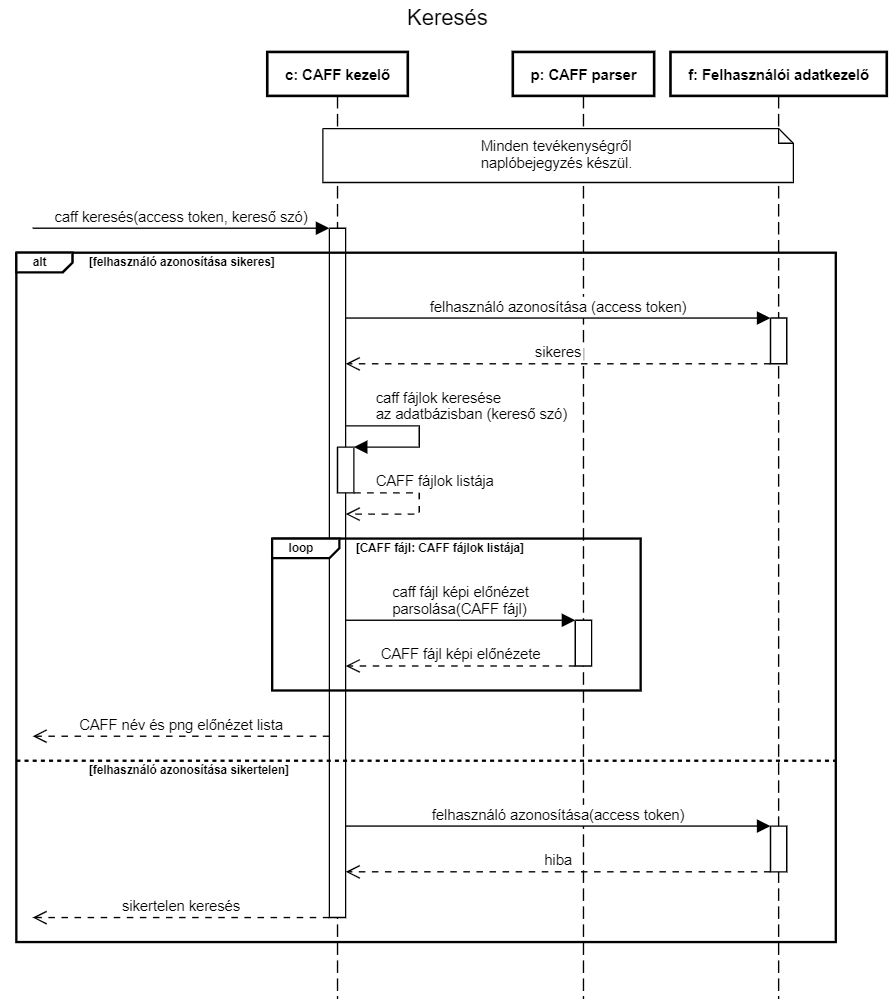 Keresés
c: CAFF kezelő
p: CAFF parser
f: Felhasználói adatkezelő
Minden tevékenységről
naplóbejegyzés készül.
caff keresés(access token, kereső szó)
alt
[felhasználó azonosítása sikeres]
felhasználó azonosítása (access token)
sikeres
caff fájlok keresése
az adatbázisban (kereső szó)
CAFF fájlok listája
loop
[CAFF fájl: CAFF fájlok listája]
caff fájl képi előnézet
parsolása(CAFF fájl)
CAFF fájl képi előnézete
CAFF név és png előnézet lista
[felhasználó azonosítása sikertelen]
felhasználó azonosítása(access token)
hiba
sikertelen keresés